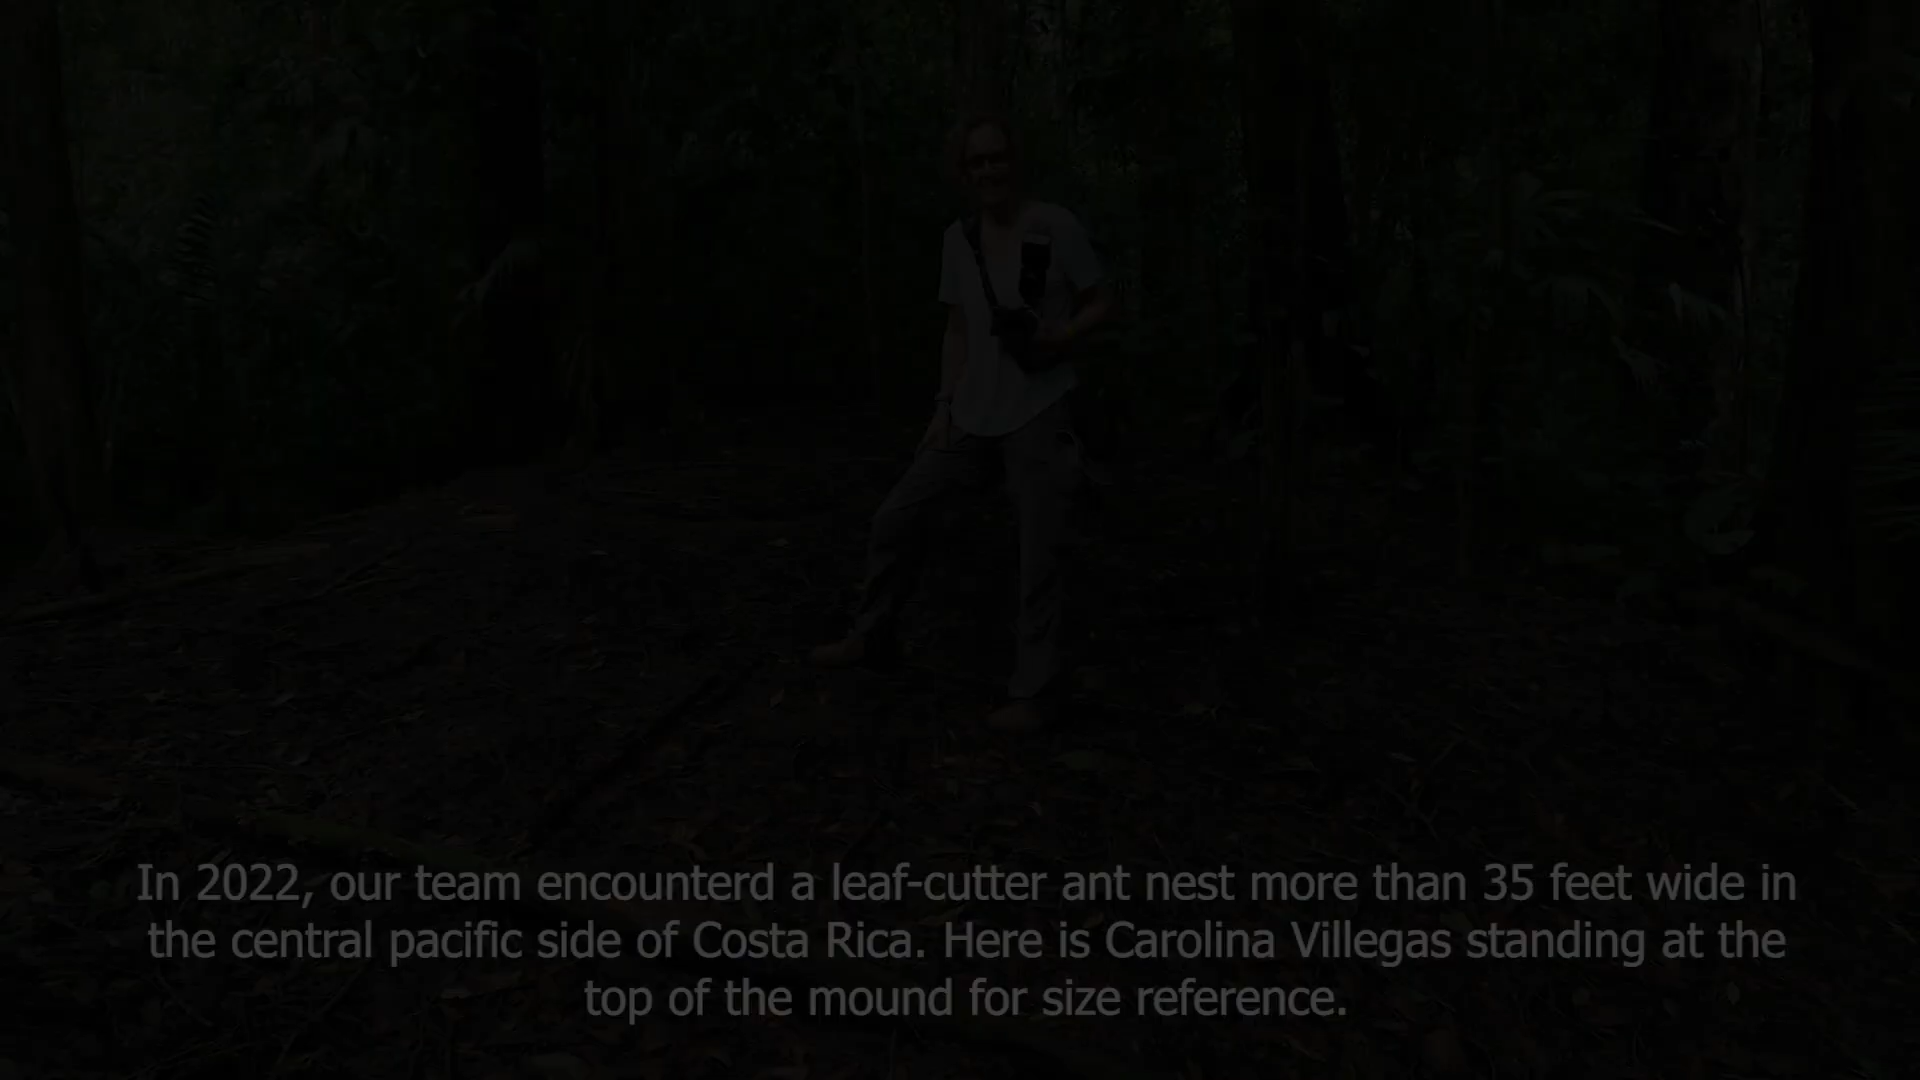 In 2022, our team encounterd a leaf-cutter ant nest more than 35 feet wide in
the central pacific side of Costa Rica. Here is Carolina Villegas standing at the
top of the mound for size reference.